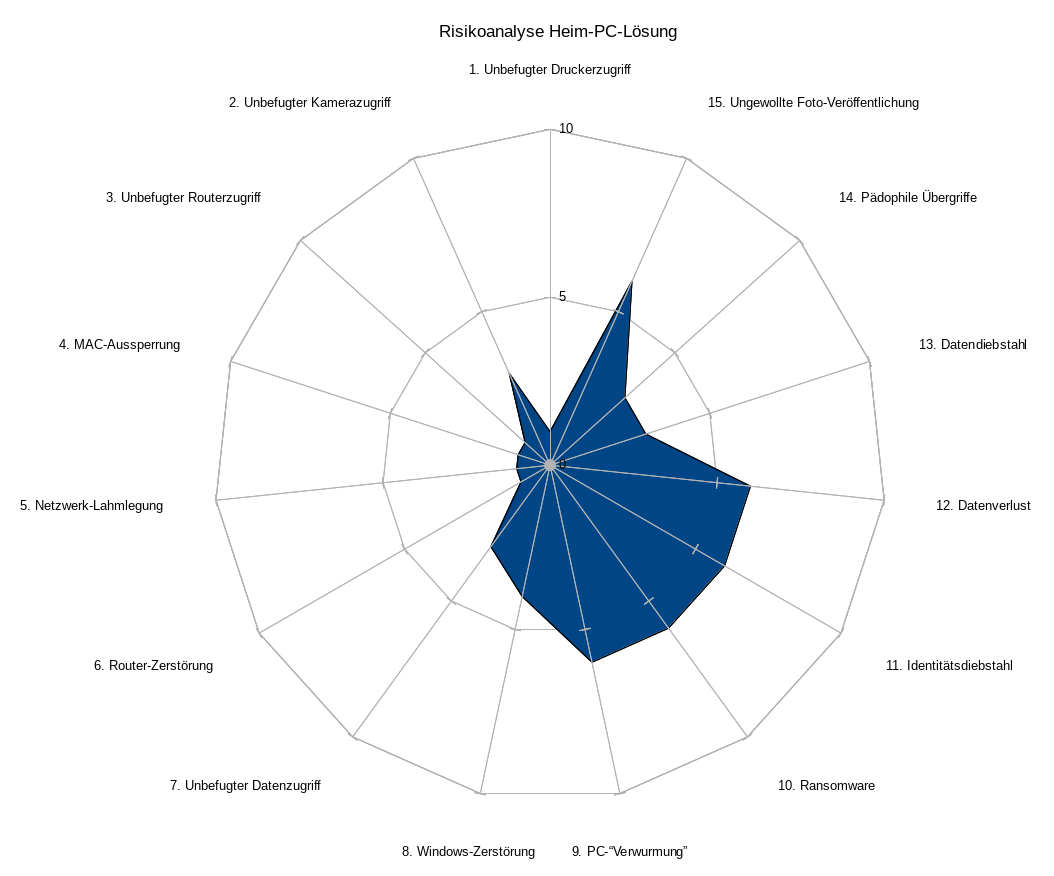 Risikoanalyse Heim-PC-Lösung
1. Unbefugter Druckerzugriff
2. Unbefugter Kamerazugriff
15. Ungewollte Foto-Veröffentlichung
10
3. Unbefugter Routerzugriff
14. Pädophile Übergriffe
5
4. MAC-Aussperrung
13. Datendiebstahl
0
5. Netzwerk-Lahmlegung
12. Datenverlust
6. Router-Zerstörung
11. Identitätsdiebstahl
7. Unbefugter Datenzugriff
10. Ransomware
8. Windows-Zerstörung
9. PC-“Verwurmung”